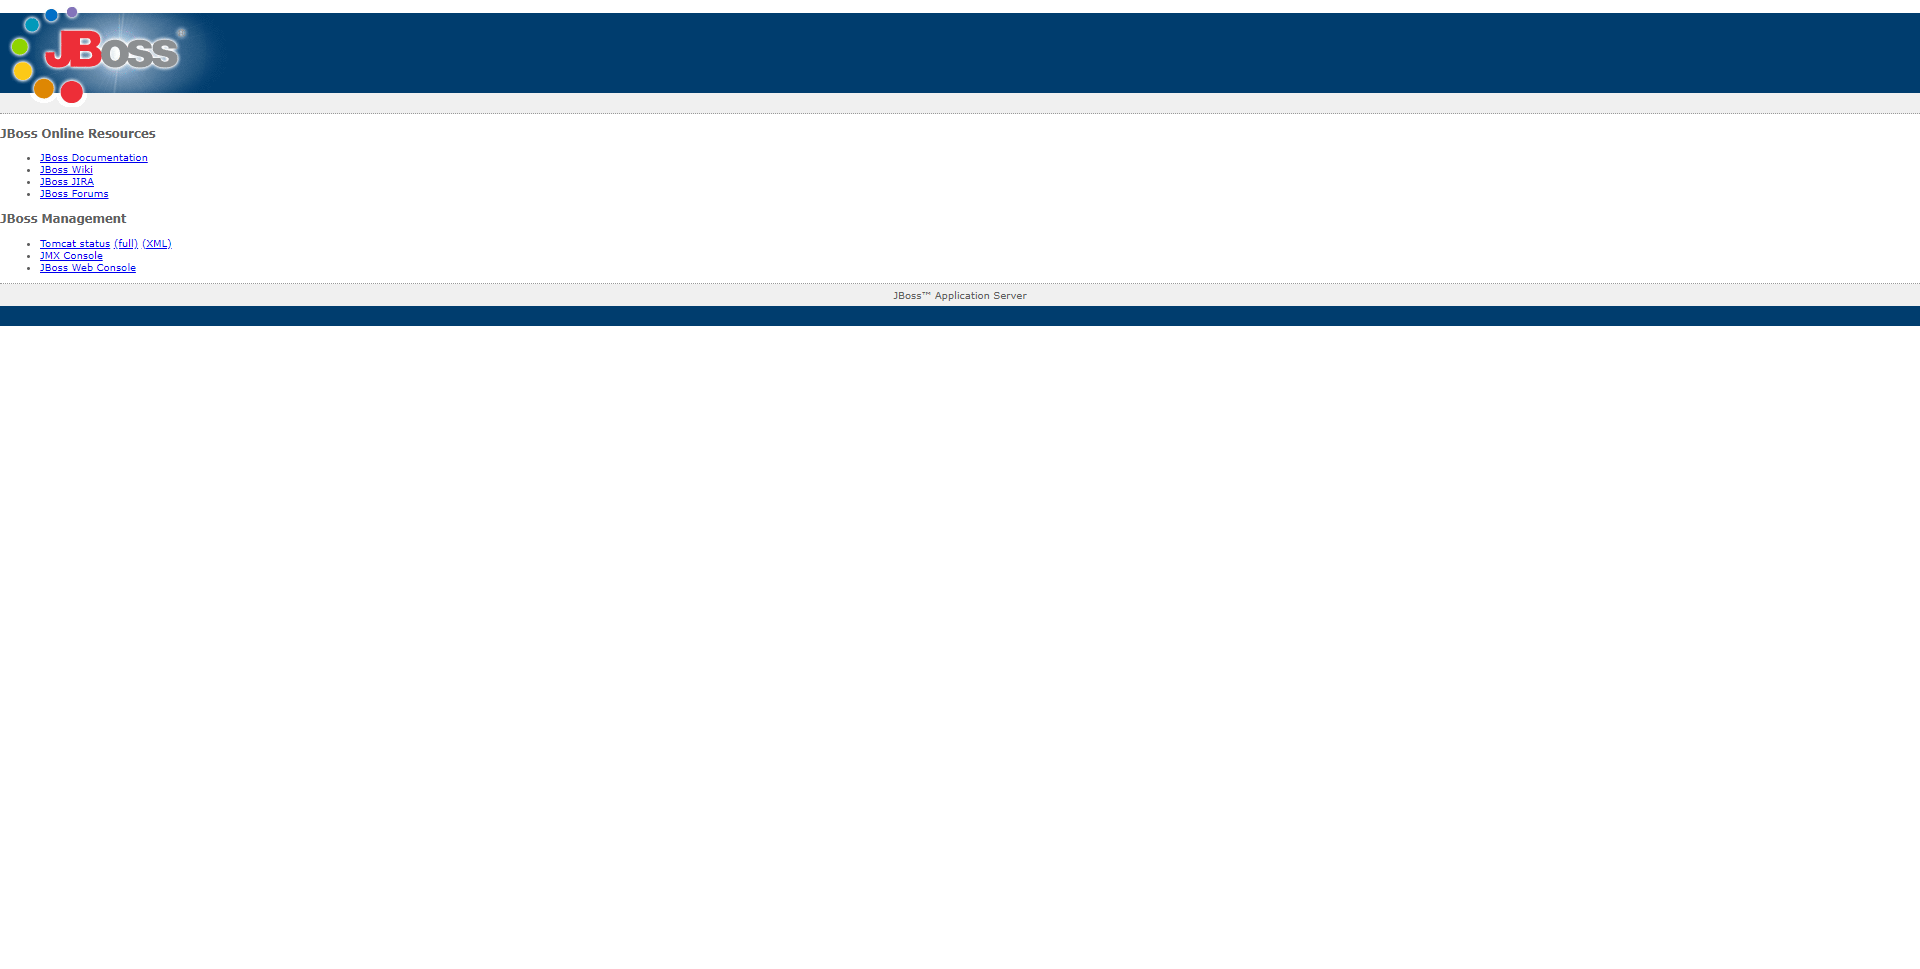 JBoss®
JBoss Online Resources
JBoss Documentation
JBoss Wiki
JBoss JIRA
JBoss Forums
JBoss Management
Tomcat status (full) (XML)
JMX Console
JBoss Web Console
JBoss™ Application Server